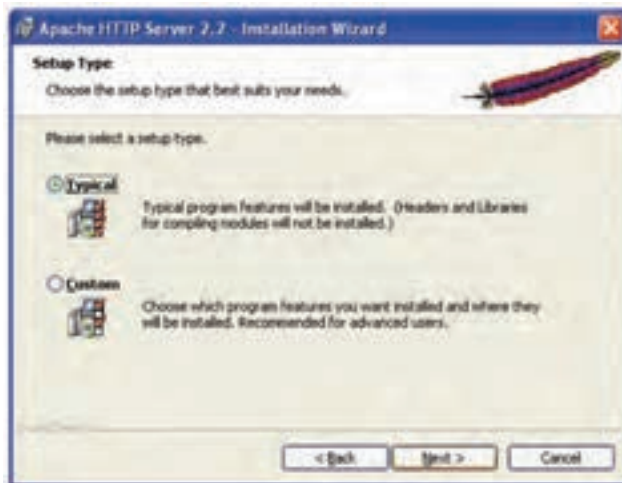 Apache HTTP Server 2.2 - Installation Wizard
Setup Type
Choose the setup type that best suits your needs.
Please select a setup type.
Typical
Typical program features will be installed. (Headers and Libraries
for compiling modules will not be installed.)
Custom
Choose which program features you want installed and where they
will be installed. Recommended for advanced users.
< Back
Next >
Cancel